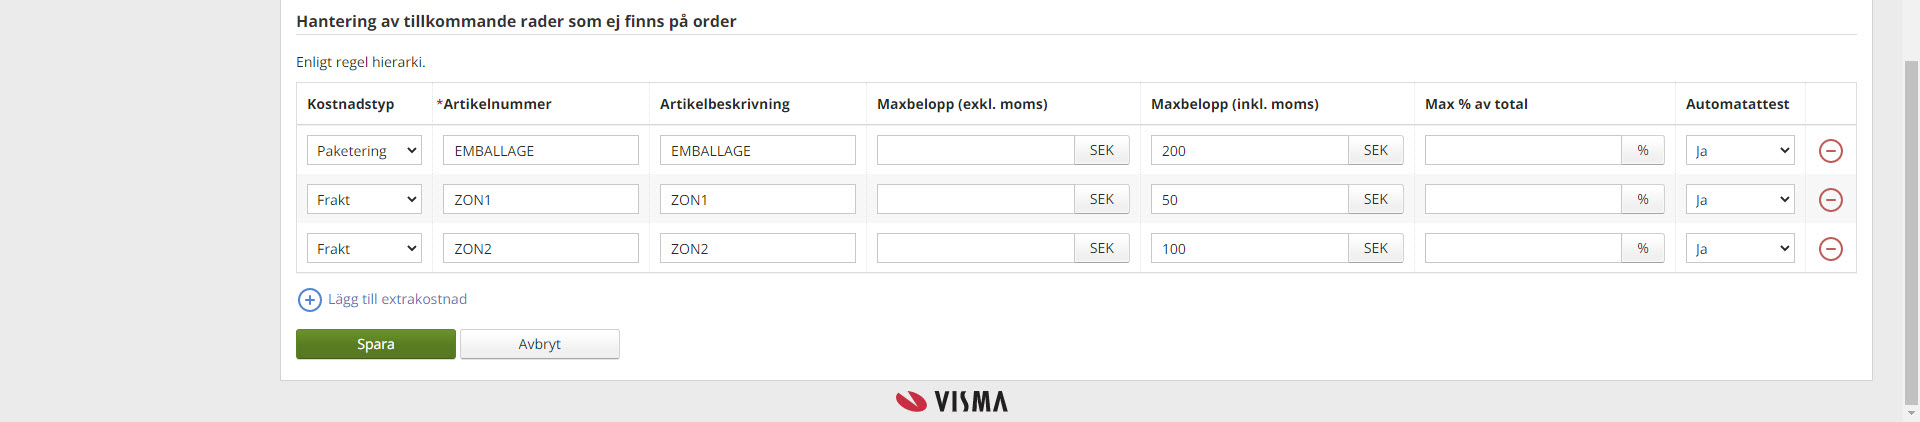 Hantering av tillkommande rader som ej finns på order
Enligt regel hierarki.
Kostnadstyp *Artikelnummer Artikelbeskrivning Maxbelopp (exkl. moms) Maxbelopp (inkl. moms) Max % av total Automatattest
Paketering EMBALLAGE EMBALLAGE SEK 200 SEK % Ja
Frakt ZON1 ZON1 SEK 50 SEK % Ja
Frakt ZON2 ZON2 SEK 100 SEK % Ja
Lägg till extrakostnad
Spara Avbryt
VISMA